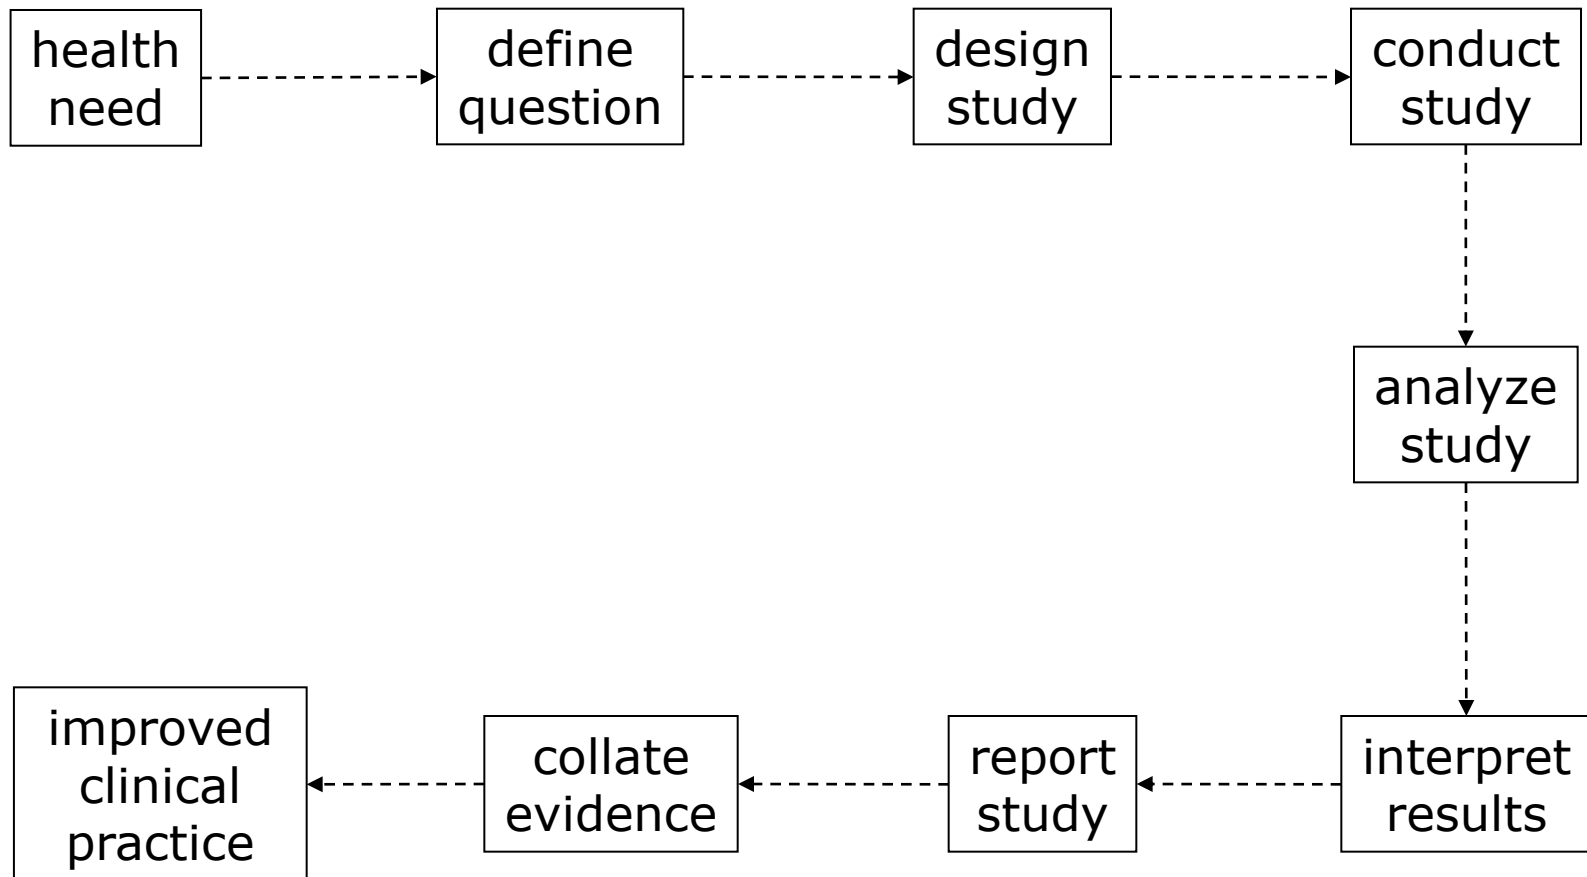 health
need
define
question
design
study
conduct
study
analyze
study
interpret
results
report
study
collate
evidence
improved
clinical
practice